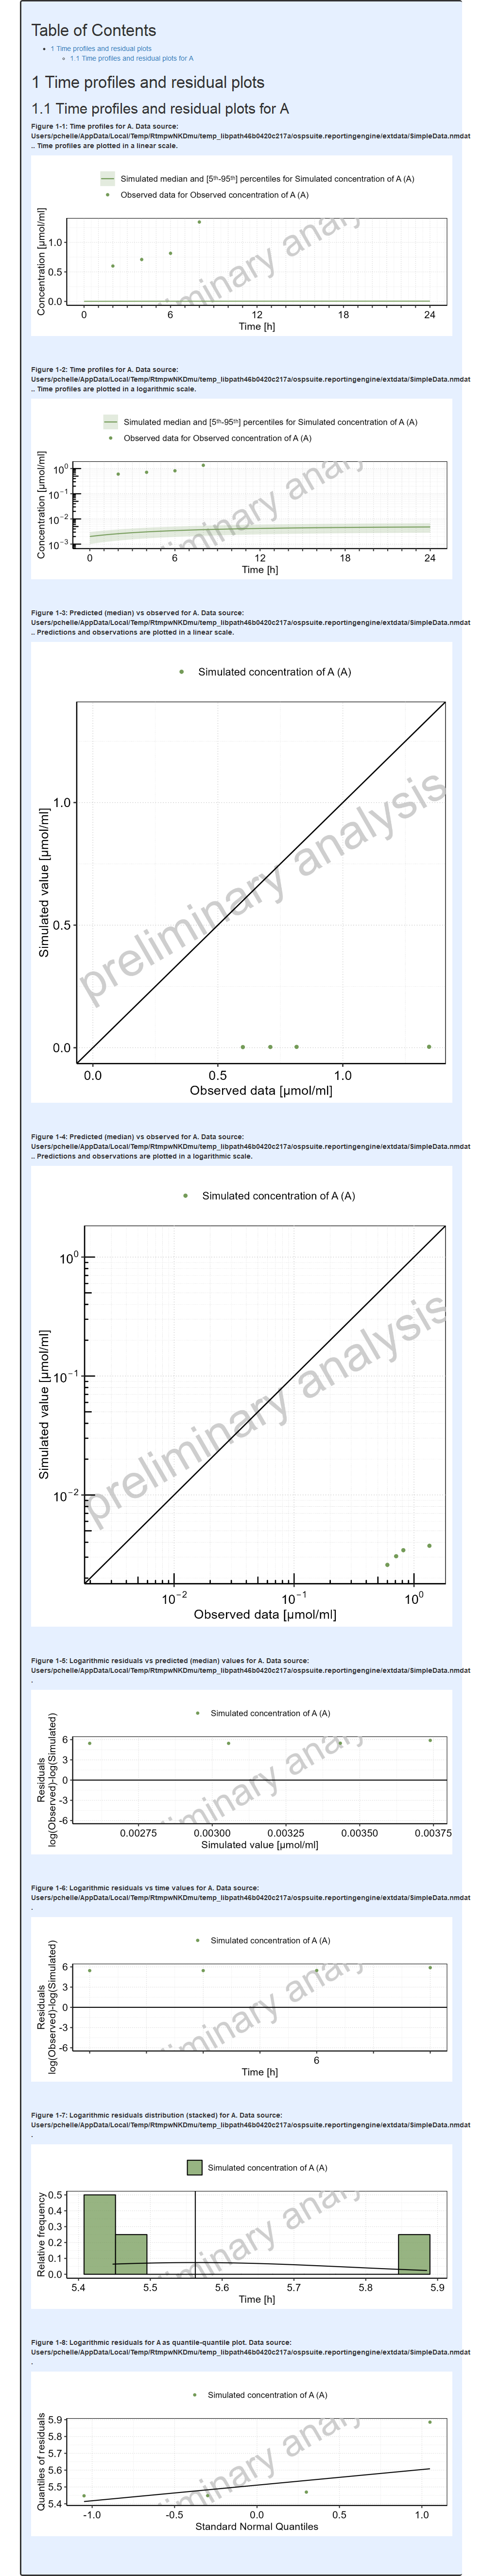 Table of Contents
1 Time profiles and residual plots
1.1 Time profiles and residual plots for A
1 Time profiles and residual plots
1.1 Time profiles and residual plots for A
Figure 1-1: Time profiles for A. Data source:
Users/pchelle/AppData/Local/Temp/RtmpwNKDmu/temp_libpath46b0420c217a/ospsuite.reportingengine/extdata/SimpleData.nmdat
.. Time profiles are plotted in a linear scale.
Simulated median and [5th-95th] percentiles for Simulated concentration of A (A)
Observed data for Observed concentration of A (A)
Concentration [µmol/ml]
1.0
0.5
0.0
iminary analy
0 6 12 18 24
Time [h]
Figure 1-2: Time profiles for A. Data source:
Users/pchelle/AppData/Local/Temp/RtmpwNKDmu/temp_libpath46b0420c217a/ospsuite.reportingengine/extdata/SimpleData.nmdat
.. Time profiles are plotted in a logarithmic scale.
Simulated median and [5th-95th] percentiles for Simulated concentration of A (A)
Observed data for Observed concentration of A (A)
Concentration [µmol/ml]
10⁰
10⁻¹
10⁻²
10⁻³
iminary analy
0 6 12 18 24
Time [h]
Figure 1-3: Predicted (median) vs observed for A. Data source:
Users/pchelle/AppData/Local/Temp/RtmpwNKDmu/temp_libpath46b0420c217a/ospsuite.reportingengine/extdata/SimpleData.nmdat
.. Predictions and observations are plotted in a linear scale.
Simulated concentration of A (A)
Simulated value [µmol/ml]
1.0
0.5
0.0
preliminary analysis
0.0 0.5 1.0
Observed data [µmol/ml]
Figure 1-4: Predicted (median) vs observed for A. Data source:
Users/pchelle/AppData/Local/Temp/RtmpwNKDmu/temp_libpath46b0420c217a/ospsuite.reportingengine/extdata/SimpleData.nmdat
.. Predictions and observations are plotted in a logarithmic scale.
Simulated concentration of A (A)
Simulated value [µmol/ml]
10⁰
10⁻¹
10⁻²
preliminary analysis
10⁻² 10⁻¹ 10⁰
Observed data [µmol/ml]
Figure 1-5: Logarithmic residuals vs predicted (median) values for A. Data source:
Users/pchelle/AppData/Local/Temp/RtmpwNKDmu/temp_libpath46b0420c217a/ospsuite.reportingengine/extdata/SimpleData.nmdat
.
Simulated concentration of A (A)
Residuals
log(Observed)-log(Simulated)
6
3
0
-3
-6
iminary analy
0.00275 0.00300 0.00325 0.00350 0.00375
Simulated value [µmol/ml]
Figure 1-6: Logarithmic residuals vs time values for A. Data source:
Users/pchelle/AppData/Local/Temp/RtmpwNKDmu/temp_libpath46b0420c217a/ospsuite.reportingengine/extdata/SimpleData.nmdat
.
Simulated concentration of A (A)
Residuals
log(Observed)-log(Simulated)
6
3
0
-3
-6
iminary analy
6
Time [h]
Figure 1-7: Logarithmic residuals distribution (stacked) for A. Data source:
Users/pchelle/AppData/Local/Temp/RtmpwNKDmu/temp_libpath46b0420c217a/ospsuite.reportingengine/extdata/SimpleData.nmdat
.
Simulated concentration of A (A)
Relative frequency
0.5
0.4
0.3
0.2
0.1
0.0
iminary analy
5.4 5.5 5.6 5.7 5.8 5.9
Time [h]
Figure 1-8: Logarithmic residuals for A as quantile-quantile plot. Data source:
Users/pchelle/AppData/Local/Temp/RtmpwNKDmu/temp_libpath46b0420c217a/ospsuite.reportingengine/extdata/SimpleData.nmdat
.
Simulated concentration of A (A)
Quantiles of residuals
5.9
5.8
5.7
5.6
5.5
5.4
iminary analy
-1.0 -0.5 0.0 0.5 1.0
Standard Normal Quantiles